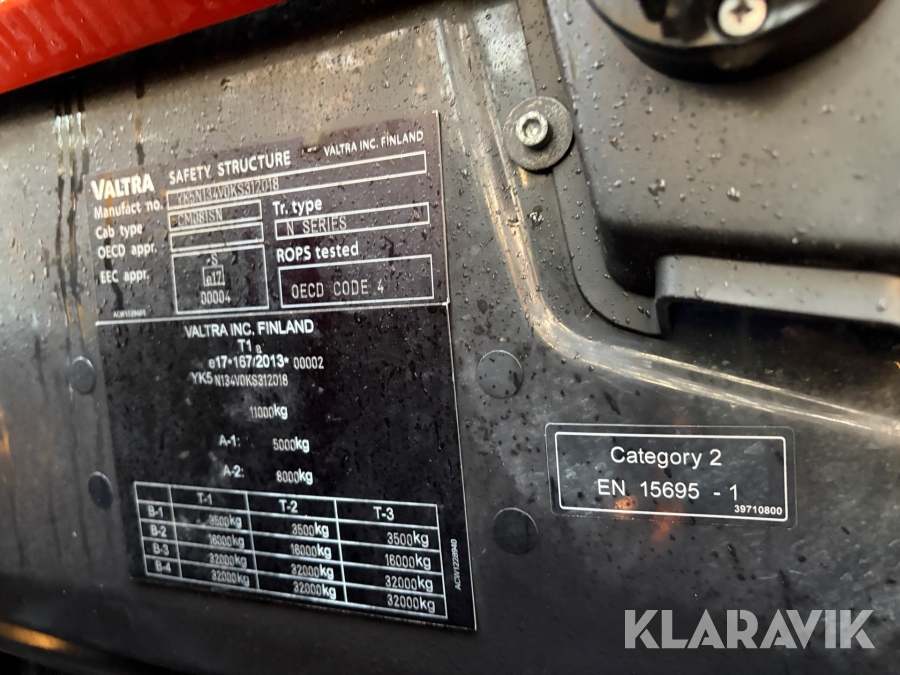 VALTRA SAFETY STRUCTURE VALTRA INC. FINLAND
Manufact no. YK5N134V0KS312018
Cab type CM081SN Tr. type
OECD appr. N SERIES
EEC appr. S ROPS tested
e17
00004 OECD CODE 4
VALTRA INC. FINLAND
T1 a
e17*167/2013* 00002
YK5 N134V0KS312018
11000kg
A-1: 5000kg
A-2: 8000kg
T-1 T-2 T-3
B-1 3500kg 3500kg 3500kg
B-2 16000kg 16000kg 16000kg
B-3 32000kg 32000kg 32000kg
B-4 32000kg 32000kg 32000kg
Category 2
EN 15695 - 1
39710800
KLARAVIK